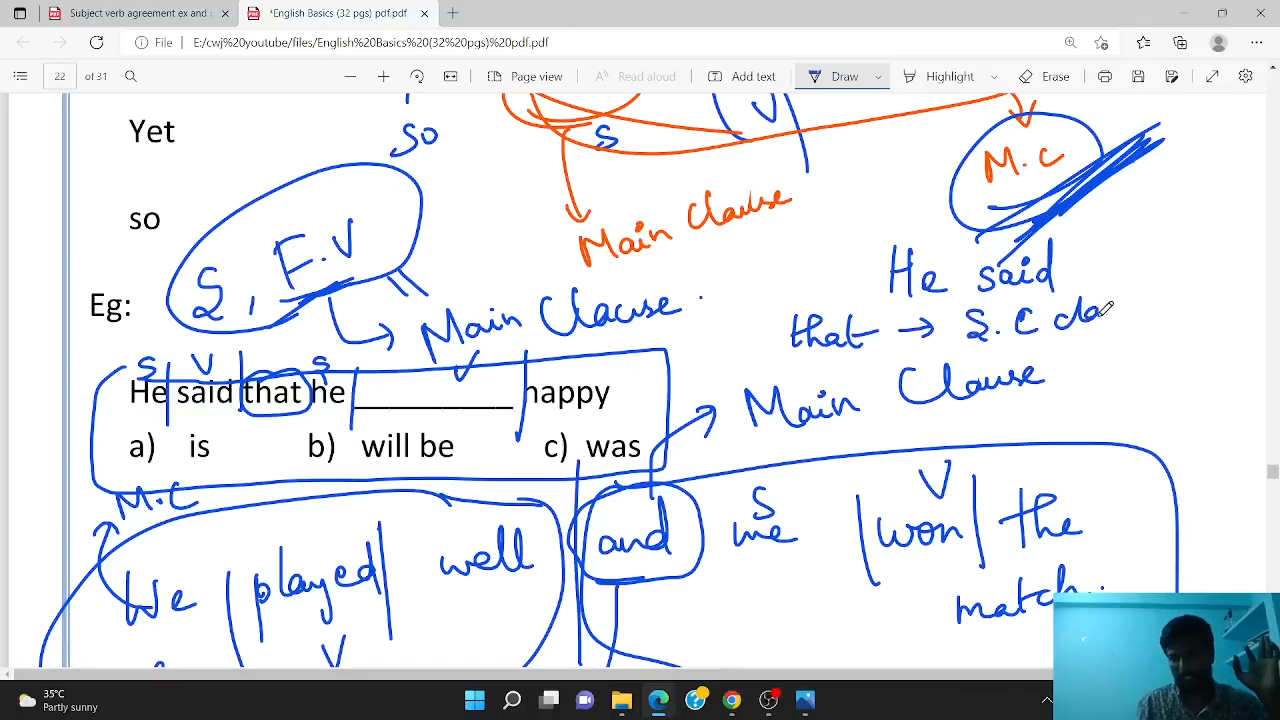 Subject verb agreement ex and
*English Basics (32 pgs) pdf.pdf
File E:/cwj%20youtube/files/English%20Basics%20(32%20pgs)%20pdf.pdf
22 of 31
Page view
Read aloud
Add text
Draw
Highlight
Erase
Yet
so
S
V
M.C
Main Clause
so
S, F.V
He said
Main Clause
that → S.C cla
Eg:
S V S
He said that he __________ happy
Main Clause
a) is b) will be c) was
M.C
S V
and we won the
We played well
match.
V
35°C
Partly sunny